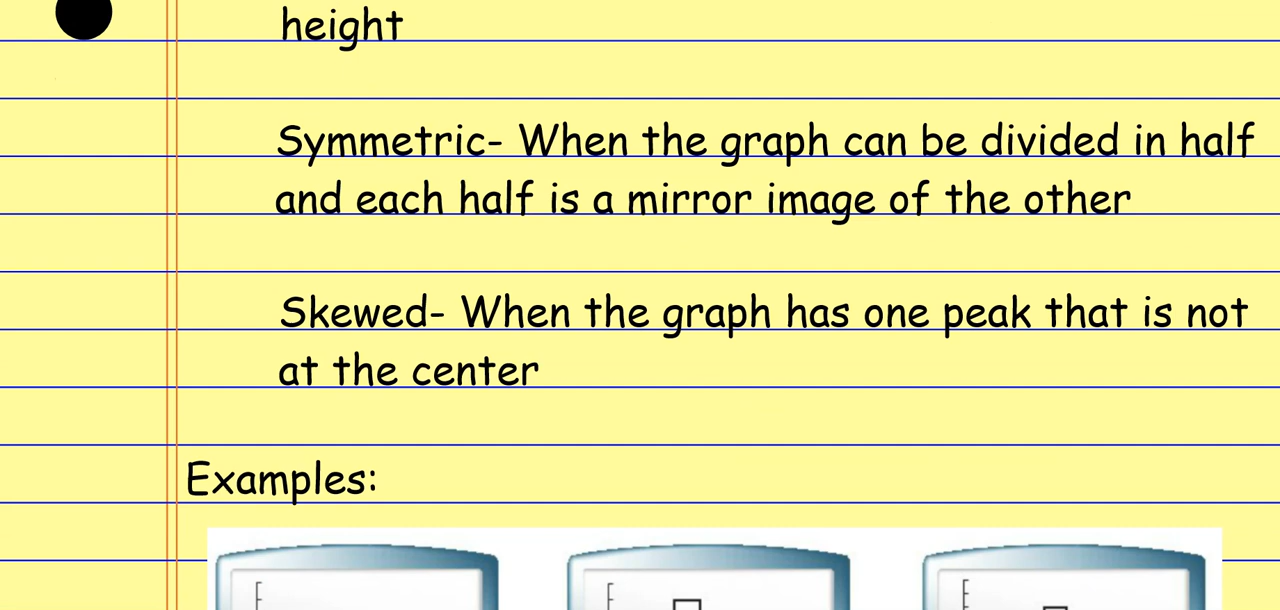 height
Symmetric- When the graph can be divided in half
and each half is a mirror image of the other
Skewed- When the graph has one peak that is not
at the center
Examples: